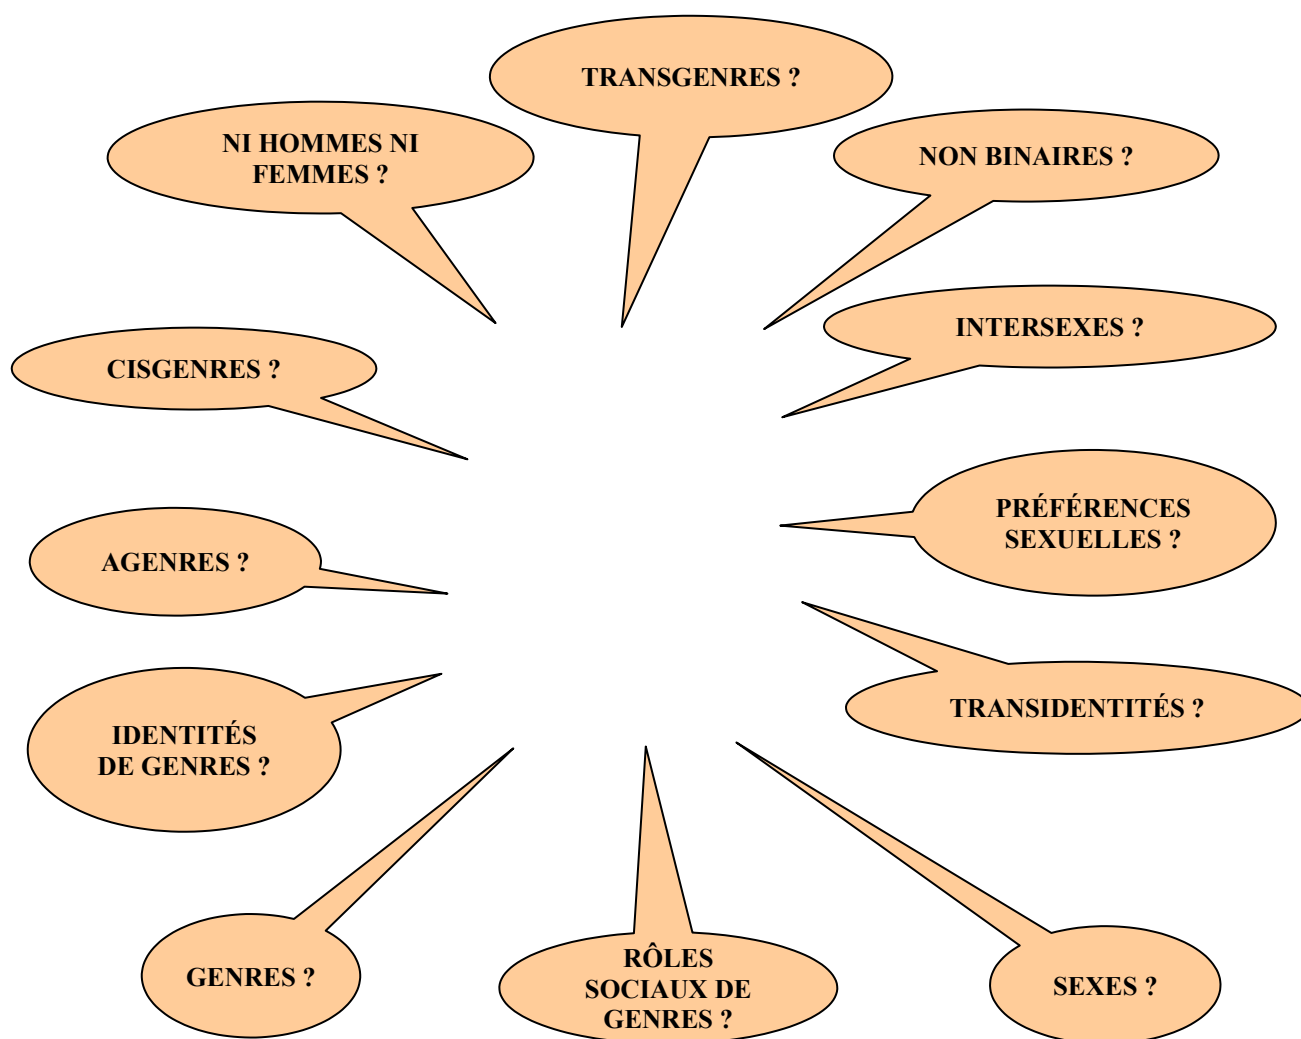 TRANSGENRES ?
NI HOMMES NI
FEMMES ?
NON BINAIRES ?
INTERSEXES ?
CISGENRES ?
PRÉFÉRENCES
SEXUELLES ?
AGENRES ?
TRANSIDENTITÉS ?
IDENTITÉS
DE GENRES ?
GENRES ?
RÔLES
SOCIAUX DE
GENRES ?
SEXES ?